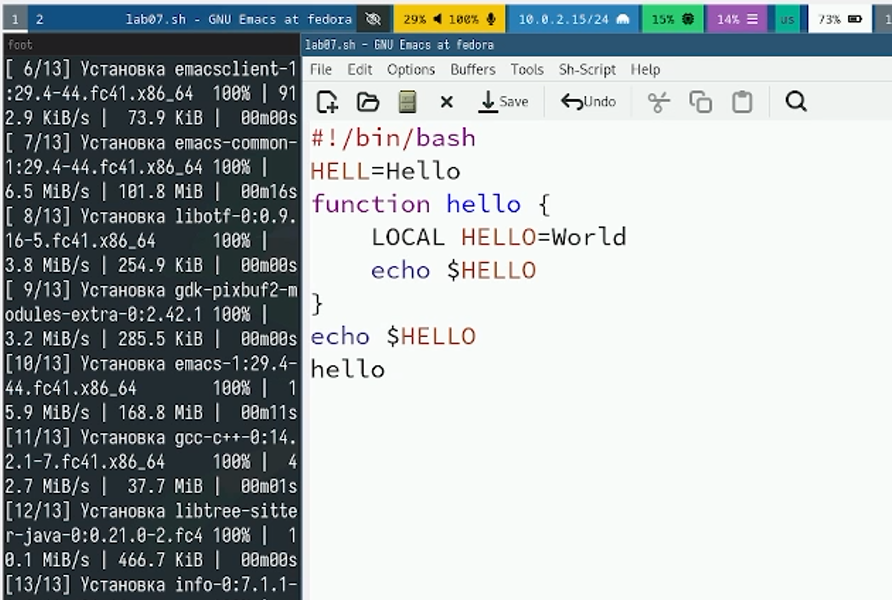 1 2 lab07.sh - GNU Emacs at fedora 29% 100% 10.0.2.15/24 15% 14% us 73% 1
foot
[ 6/13] Установка emacsclient-1
:29.4-44.fc41.x86_64 100% | 91
2.9 KiB/s | 73.9 KiB | 00m00s
[ 7/13] Установка emacs-common-
1:29.4-44.fc41.x86_64 100% |
6.5 MiB/s | 101.8 MiB | 00m16s
[ 8/13] Установка libotf-0:0.9.
16-5.fc41.x86_64 100% |
3.8 MiB/s | 254.9 KiB | 00m00s
[ 9/13] Установка gdk-pixbuf2-m
odules-extra-0:2.42.1 100% |
3.2 MiB/s | 285.5 KiB | 00m00s
[10/13] Установка emacs-1:29.4-
44.fc41.x86_64 100% | 1
5.9 MiB/s | 168.8 MiB | 00m11s
[11/13] Установка gcc-c++-0:14.
2.1-7.fc41.x86_64 100% | 4
2.7 MiB/s | 37.7 MiB | 00m01s
[12/13] Установка libtree-sitte
r-java-0:0.21.0-2.fc4 100% | 1
0.1 MiB/s | 466.7 KiB | 00m00s
[13/13] Установка info-0:7.1.1-
lab07.sh - GNU Emacs at fedora
File Edit Options Buffers Tools Sh-Script Help
Save Undo
#!/bin/bash
HELL=Hello
function hello {
    LOCAL HELLO=World
    echo $HELLO
}
echo $HELLO
hello